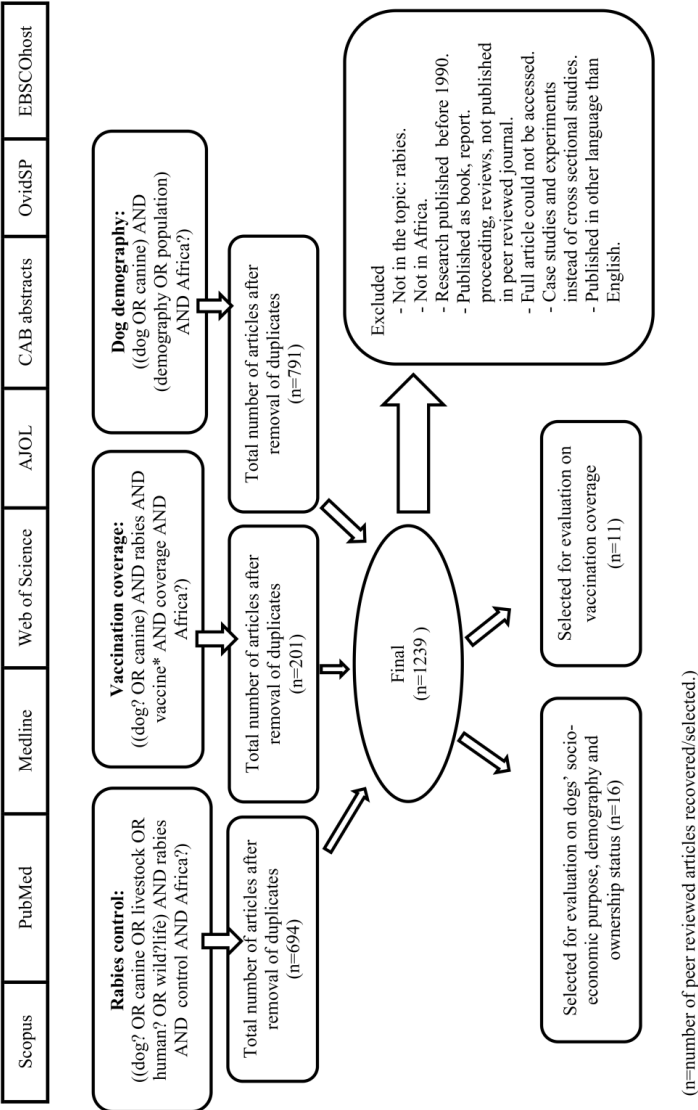 Scopus
PubMed
Medline
Web of Science
AJOL
CAB abstracts
OvidSP
EBSCOhost
Rabies control:
((dog? OR canine OR livestock OR
human? OR wild?life) AND rabies
AND control AND Africa?)
Vaccination coverage:
((dog? OR canine) AND rabies AND
vaccine* AND coverage AND
Africa?)
Dog demography:
((dog OR canine) AND
(demography OR population)
AND Africa?)
Total number of articles after
removal of duplicates
(n=694)
Total number of articles after
removal of duplicates
(n=201)
Total number of articles after
removal of duplicates
(n=791)
Final
(n=1239 )
Excluded
- Not in the topic: rabies.
- Not in Africa.
- Research published before 1990.
- Published as book, report.
proceeding, reviews, not published
in peer reviewed journal.
- Full article could not be accessed.
- Case studies and experiments
instead of cross sectional studies.
- Published in other language than
English.
Selected for evaluation on dogs’ socio-
economic purpose, demography and
ownership status (n=16)
Selected for evaluation on
vaccination coverage
(n=11)
(n=number of peer reviewed articles recovered/selected.)